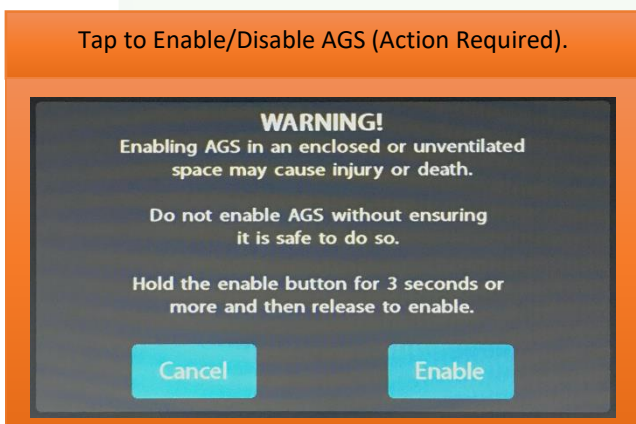 Tap to Enable/Disable AGS (Action Required).
WARNING!
Enabling AGS in an enclosed or unventilated
space may cause injury or death.
Do not enable AGS without ensuring
it is safe to do so.
Hold the enable button for 3 seconds or
more and then release to enable.
Cancel
Enable